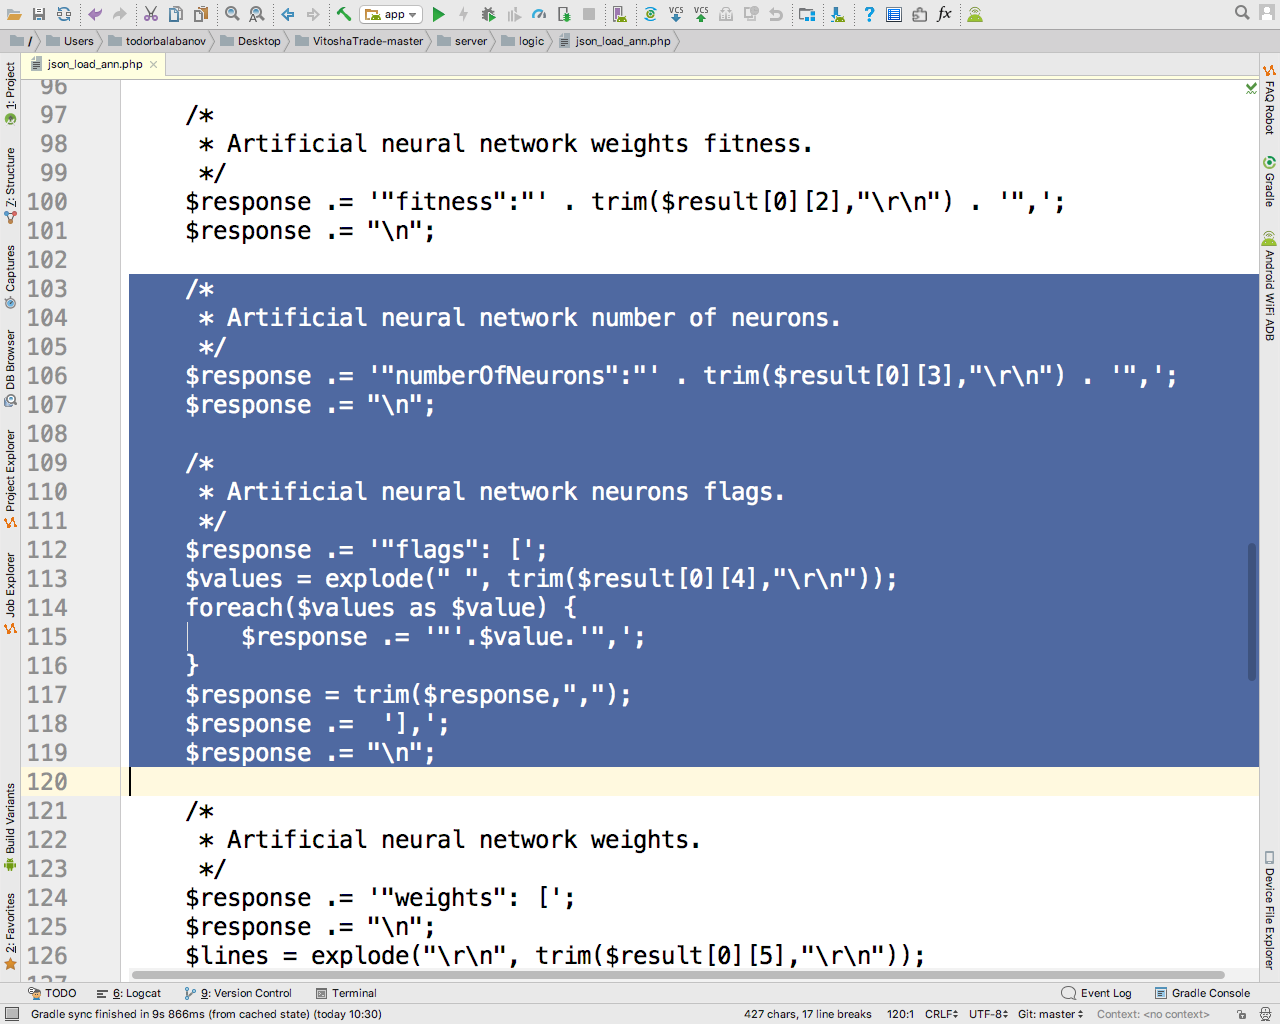 app
VCS
VCS
fx
/
Users
todorbalabanov
Desktop
VitoshaTrade-master
server
logic
json_load_ann.php
json_load_ann.php
1: Project
Z: Structure
Captures
DB Browser
Project Explorer
Job Explorer
Build Variants
2: Favorites
96
97 /*
98 * Artificial neural network weights fitness.
99 */
100 $response .= '"fitness":"' . trim($result[0][2],"\r\n") . '",';
101 $response .= "\n";
102
103 /*
104 * Artificial neural network number of neurons.
105 */
106 $response .= '"numberOfNeurons":"' . trim($result[0][3],"\r\n") . '",';
107 $response .= "\n";
108
109 /*
110 * Artificial neural network neurons flags.
111 */
112 $response .= '"flags": [';
113 $values = explode(" ", trim($result[0][4],"\r\n"));
114 foreach($values as $value) {
115 $response .= '"'.$value.'",';
116 }
117 $response = trim($response,",");
118 $response .=  '],';
119 $response .= "\n";
120
121 /*
122 * Artificial neural network weights.
123 */
124 $response .= '"weights": [';
125 $response .= "\n";
126 $lines = explode("\r\n", trim($result[0][5],"\r\n"));
127
FAQ Robot
Gradle
Android WiFi ADB
Device File Explorer
TODO
6: Logcat
9: Version Control
Terminal
Event Log
Gradle Console
Gradle sync finished in 9s 866ms (from cached state) (today 10:30)
427 chars, 17 line breaks
120:1
CRLF
UTF-8
Git: master
Context: <no context>